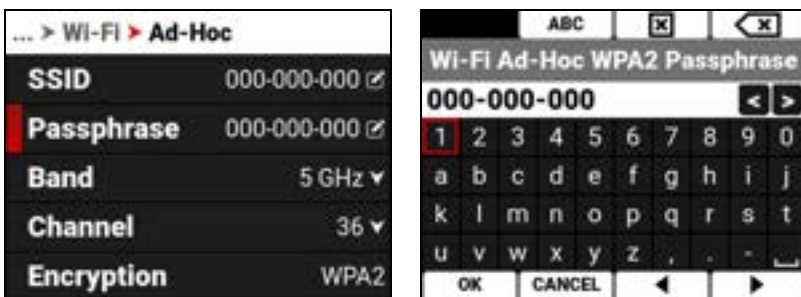 ... > Wi-Fi > Ad-Hoc
SSID 000-000-000
Passphrase 000-000-000
Band 5 GHz
Channel 36
Encryption WPA2
ABC
Wi-Fi Ad-Hoc WPA2 Passphrase
000-000-000 < >
1 2 3 4 5 6 7 8 9 0
a b c d e f g h i j
k l m n o p q r s t
u v w x y z , . -
OK CANCEL